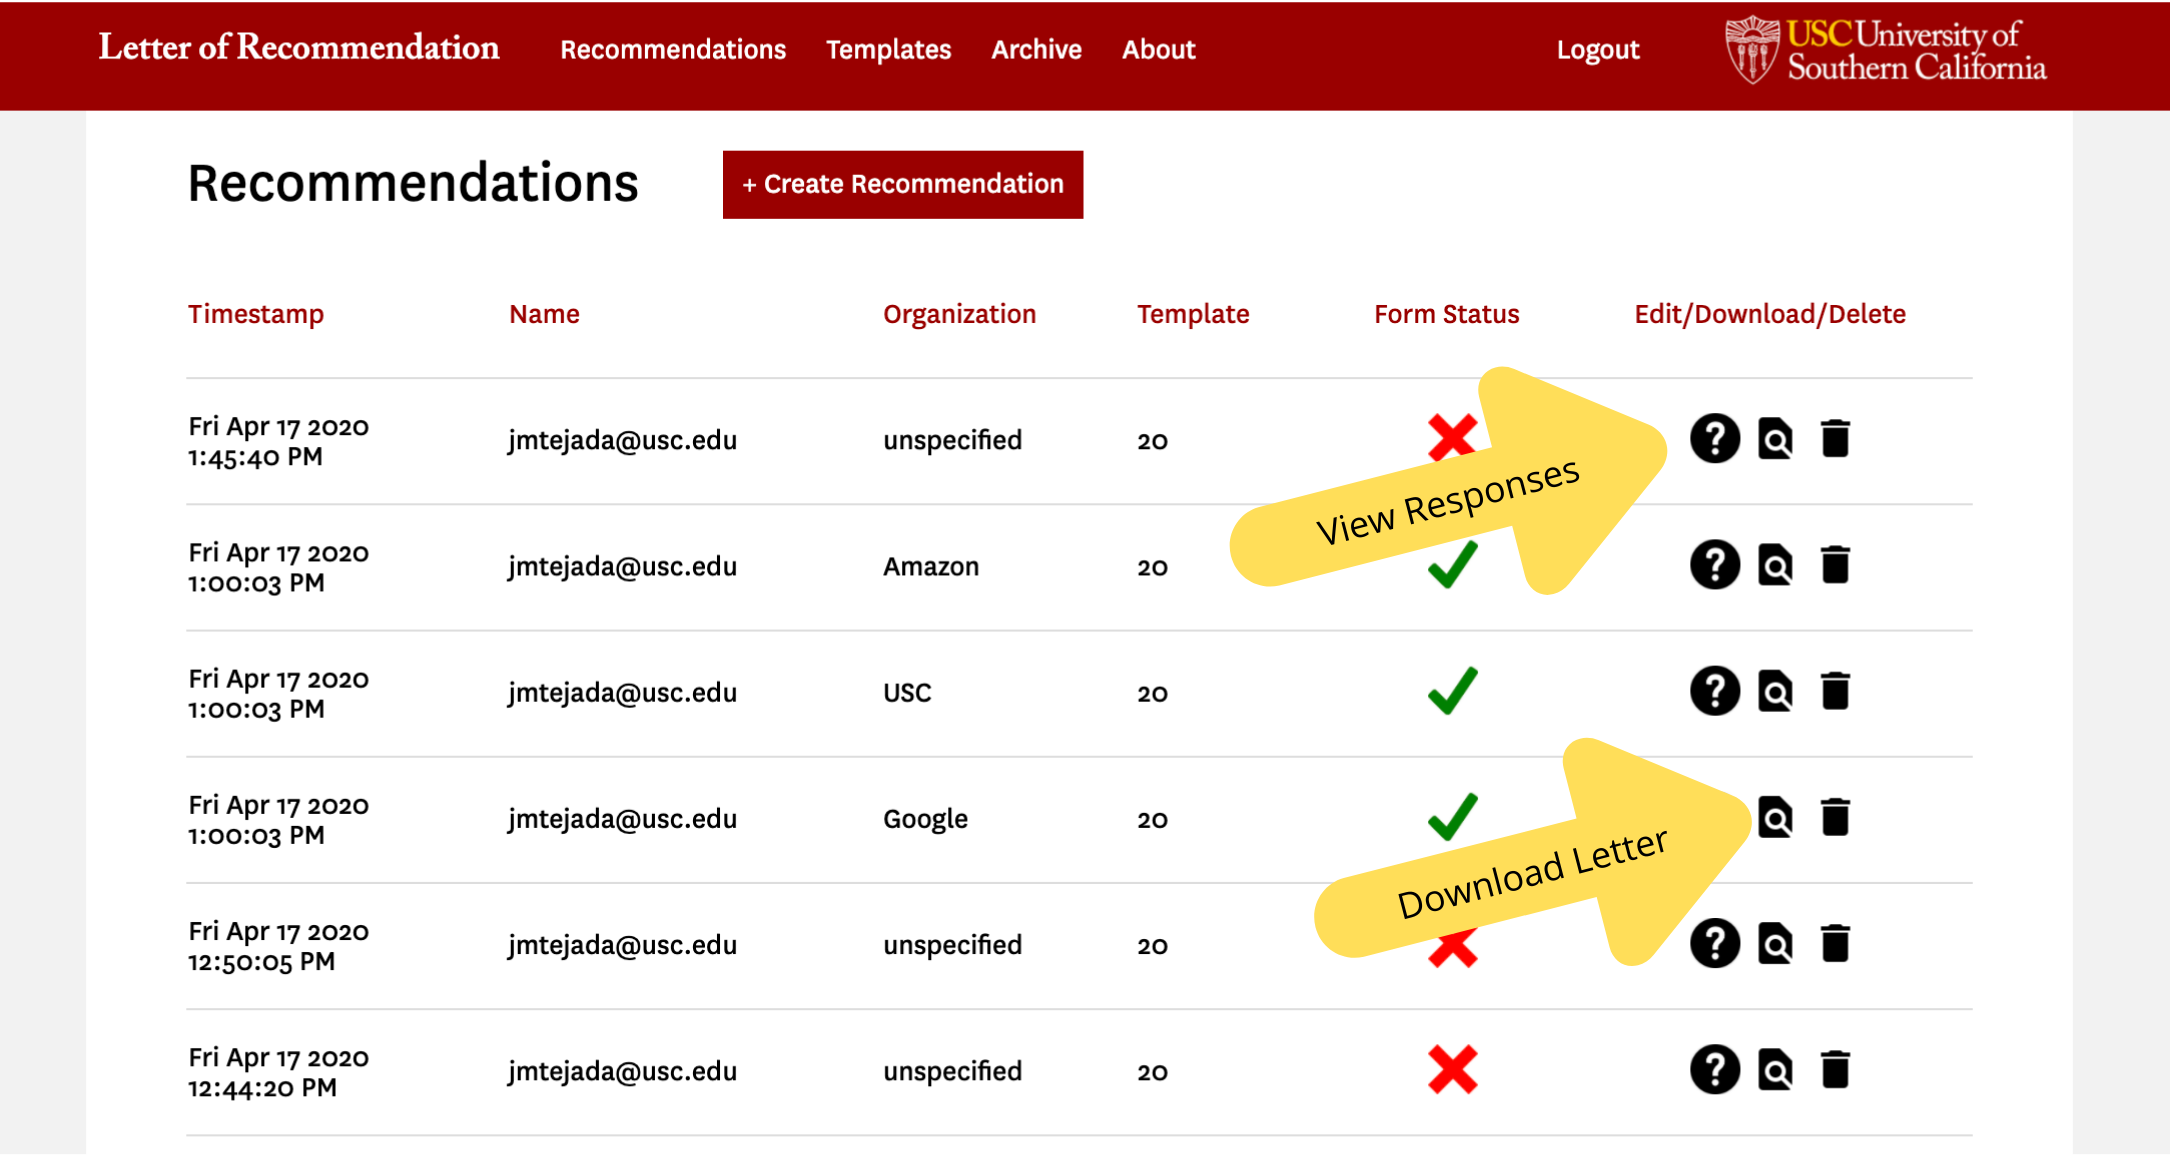 Letter of Recommendation Recommendations Templates Archive About Logout USC University of
Southern California
Recommendations + Create Recommendation
Timestamp Name Organization Template Form Status Edit/Download/Delete
Fri Apr 17 2020
1:45:40 PM jmtejada@usc.edu unspecified 20
View Responses
Fri Apr 17 2020
1:00:03 PM jmtejada@usc.edu Amazon 20
Fri Apr 17 2020
1:00:03 PM jmtejada@usc.edu USC 20
Fri Apr 17 2020
1:00:03 PM jmtejada@usc.edu Google 20
Download Letter
Fri Apr 17 2020
12:50:05 PM jmtejada@usc.edu unspecified 20
Fri Apr 17 2020
12:44:20 PM jmtejada@usc.edu unspecified 20